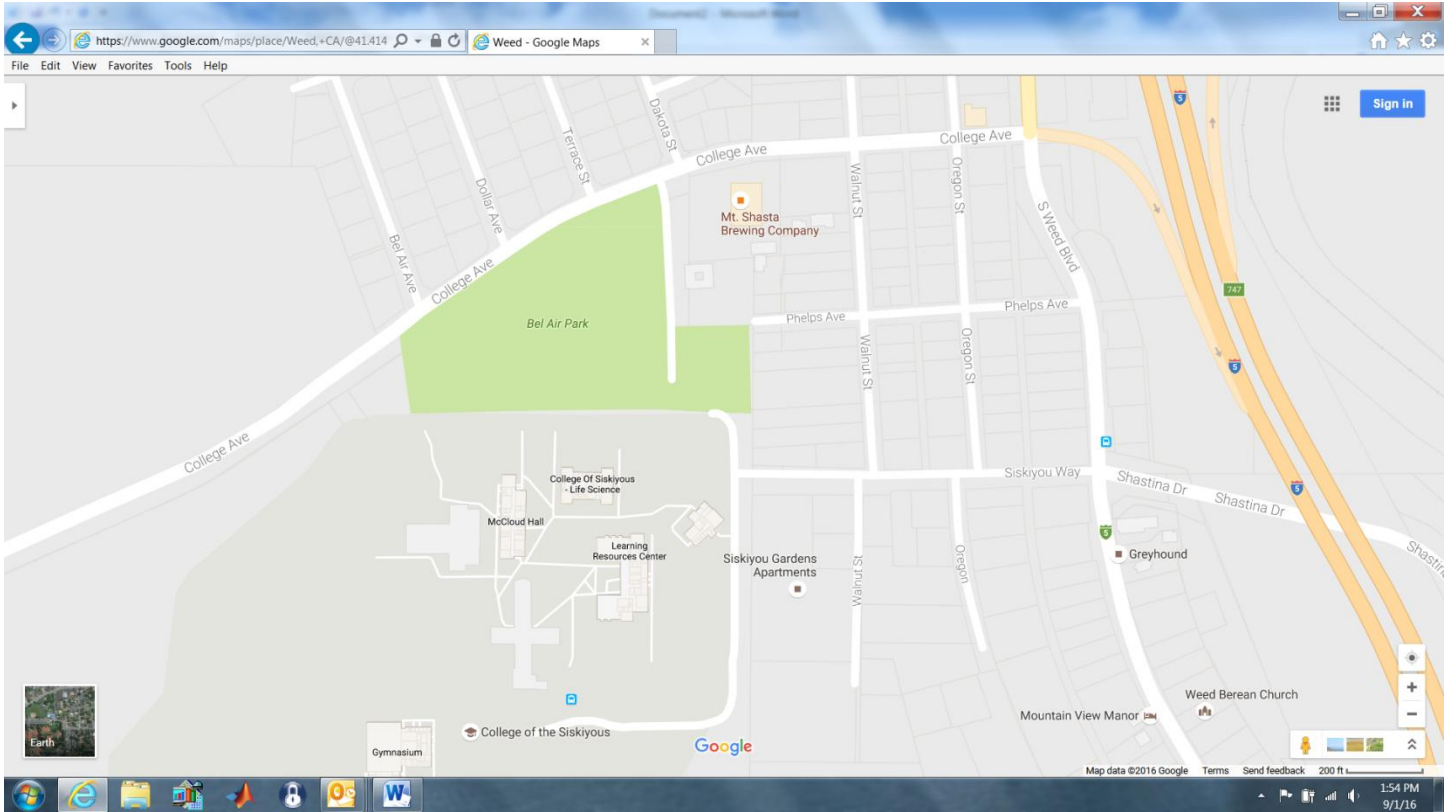 [Document2] - Microsoft Word
https://www.google.com/maps/place/Weed,+CA/@41.414
Weed - Google Maps
File Edit View Favorites Tools Help
Sign in
Dakota St
College Ave
College Ave
Terrace St
Walnut St
Oregon St
5
Dollar Ave
Mt. Shasta
Brewing Company
S Weed Blvd
Bel Air Ave
College Ave
747
Phelps Ave
Phelps Ave
Bel Air Park
Walnut St
Oregon St
5
College Ave
Siskiyou Way
Shastina Dr
Shastina Dr
5
College Of Siskiyous
- Life Science
McCloud Hall
Learning
Resources Center
5
Greyhound
Shastin
Siskiyou Gardens
Apartments
Walnut St
Oregon
Weed Berean Church
Mountain View Manor
College of the Siskiyous
Gymnasium
Earth
Google
Map data ©2016 Google Terms Send feedback 200 ft
1:54 PM
9/1/16